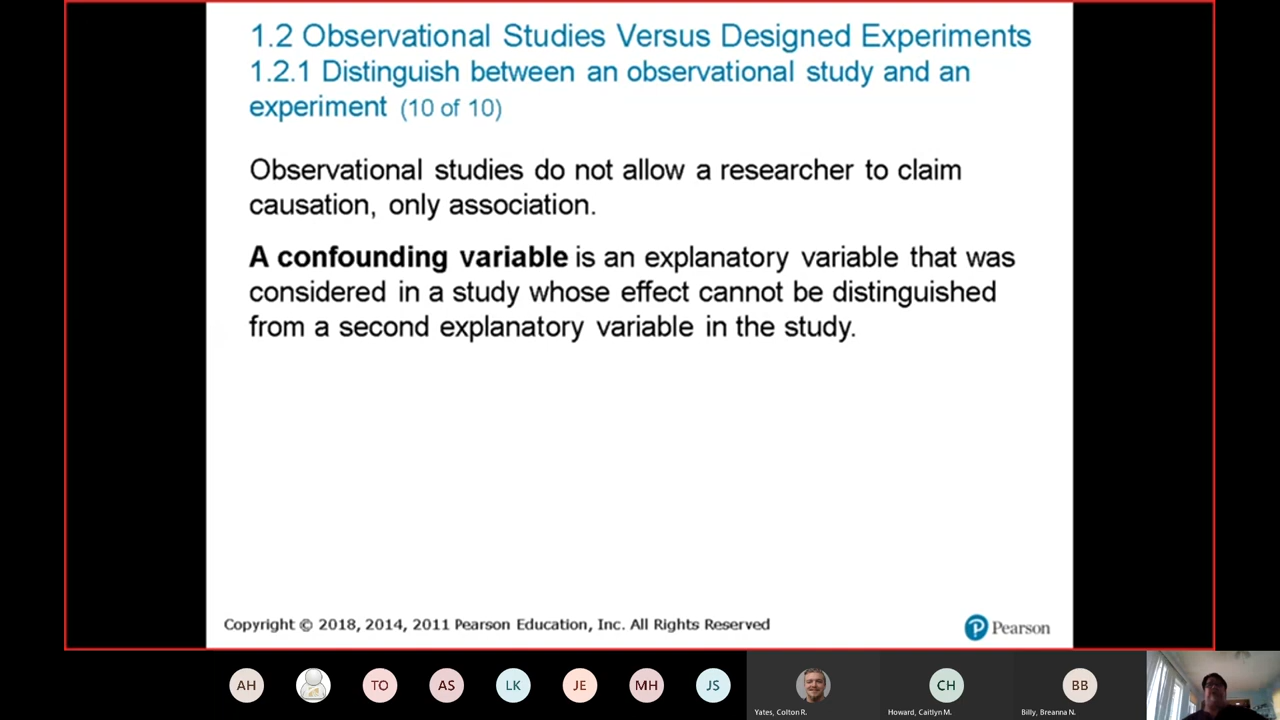 1.2 Observational Studies Versus Designed Experiments
1.2.1 Distinguish between an observational study and an
experiment (10 of 10)
Observational studies do not allow a researcher to claim
causation, only association.
A confounding variable is an explanatory variable that was
considered in a study whose effect cannot be distinguished
from a second explanatory variable in the study.
Copyright © 2018, 2014, 2011 Pearson Education, Inc. All Rights Reserved
P Pearson
AH
TO
AS
LK
JE
MH
JS
CH
BB
Yates, Colton R.
Howard, Caitlyn M.
Billy, Breanna N.